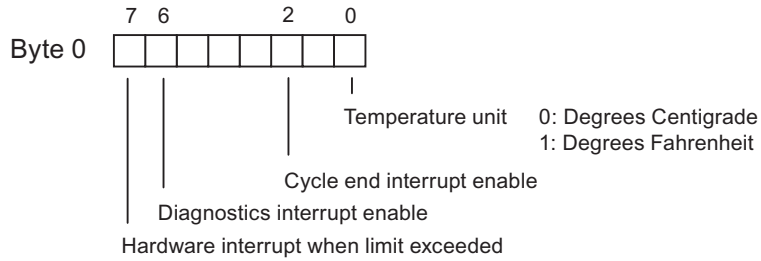 7 6 2 0
Byte 0
Temperature unit 0: Degrees Centigrade
1: Degrees Fahrenheit
Cycle end interrupt enable
Diagnostics interrupt enable
Hardware interrupt when limit exceeded